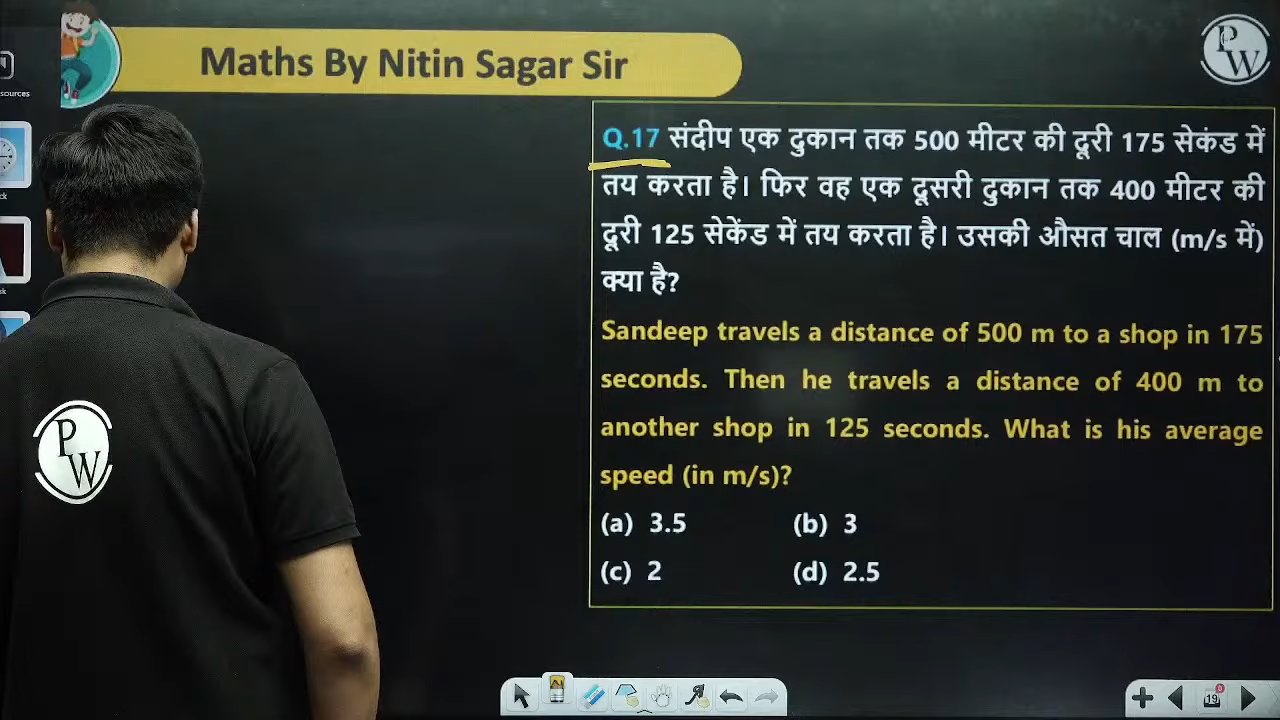 Maths By Nitin Sagar Sir
P
W
sources
Q.17 संदीप एक दुकान तक 500 मीटर की दूरी 175 सेकंड में
तय करता है। फिर वह एक दूसरी दुकान तक 400 मीटर की
दूरी 125 सेकेंड में तय करता है। उसकी औसत चाल (m/s में)
क्या है?
Sandeep travels a distance of 500 m to a shop in 175
seconds. Then he travels a distance of 400 m to
another shop in 125 seconds. What is his average
speed (in m/s)?
(a) 3.5 (b) 3
(c) 2 (d) 2.5
P
W
19